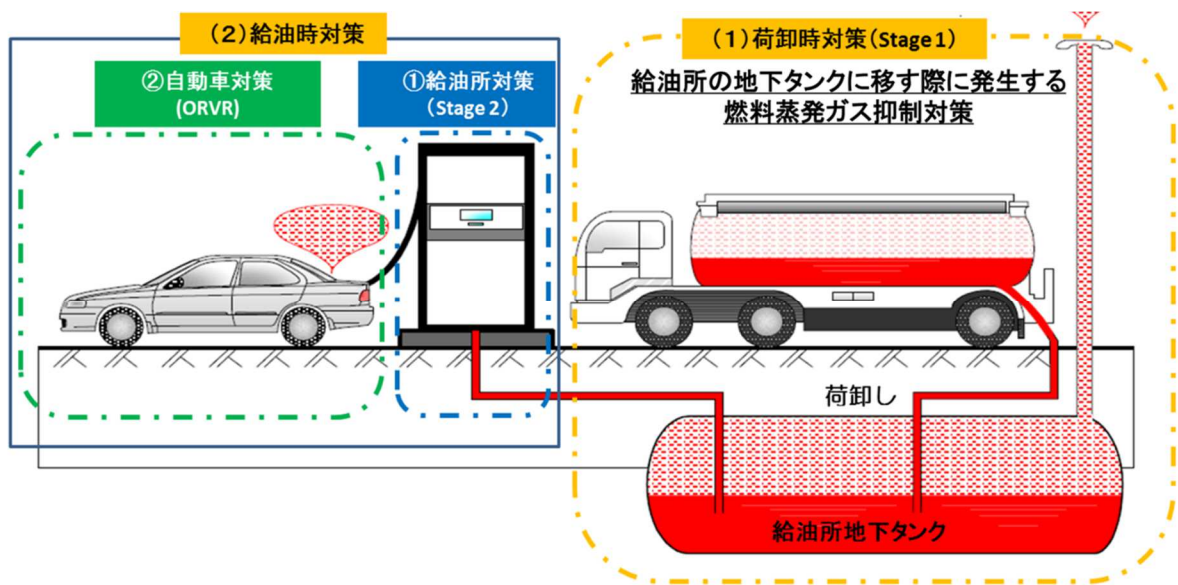 (2)給油時対策
②自動車対策
(ORVR)
①給油所対策
(Stage 2)
(1)荷卸時対策(Stage 1)
給油所の地下タンクに移す際に発生する
燃料蒸発ガス抑制対策
荷卸し
給油所地下タンク